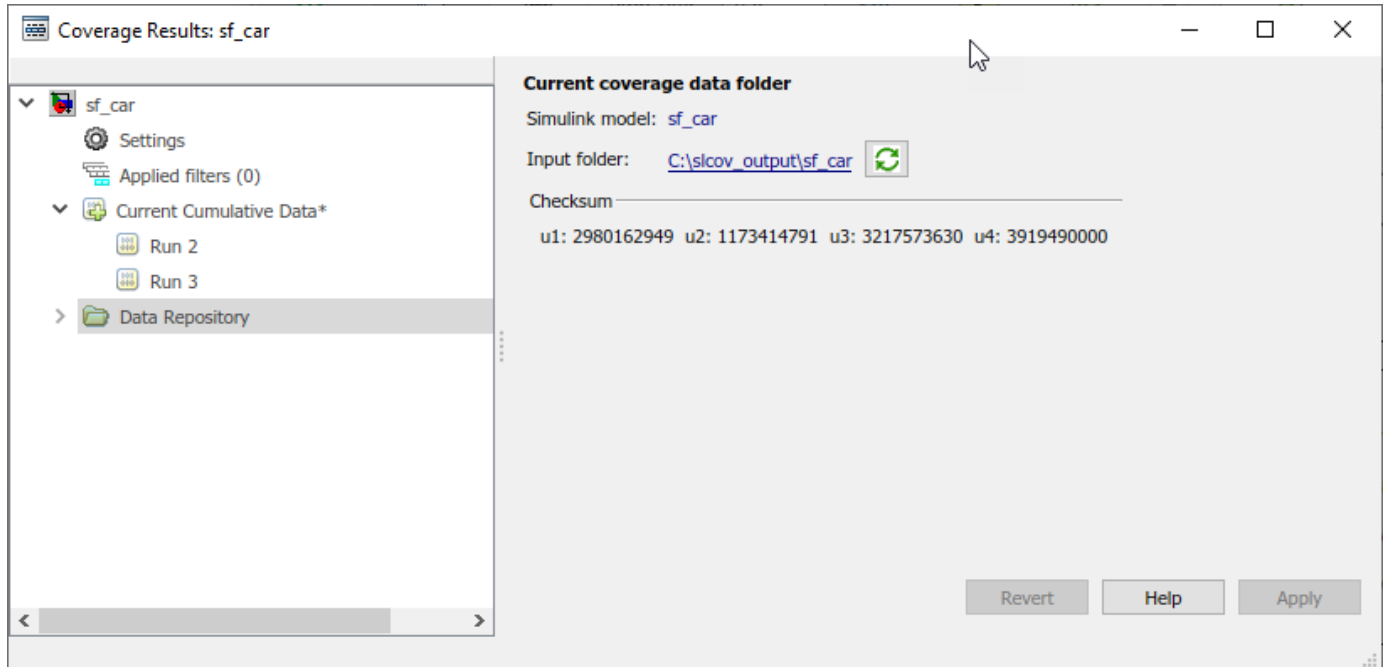 Coverage Results: sf_car
sf_car
Settings
Applied filters (0)
Current Cumulative Data*
Run 2
Run 3
Data Repository
Current coverage data folder
Simulink model: sf_car
Input folder: C:\slcov_output\sf_car
Checksum
u1: 2980162949 u2: 1173414791 u3: 3217573630 u4: 3919490000
Revert Help Apply